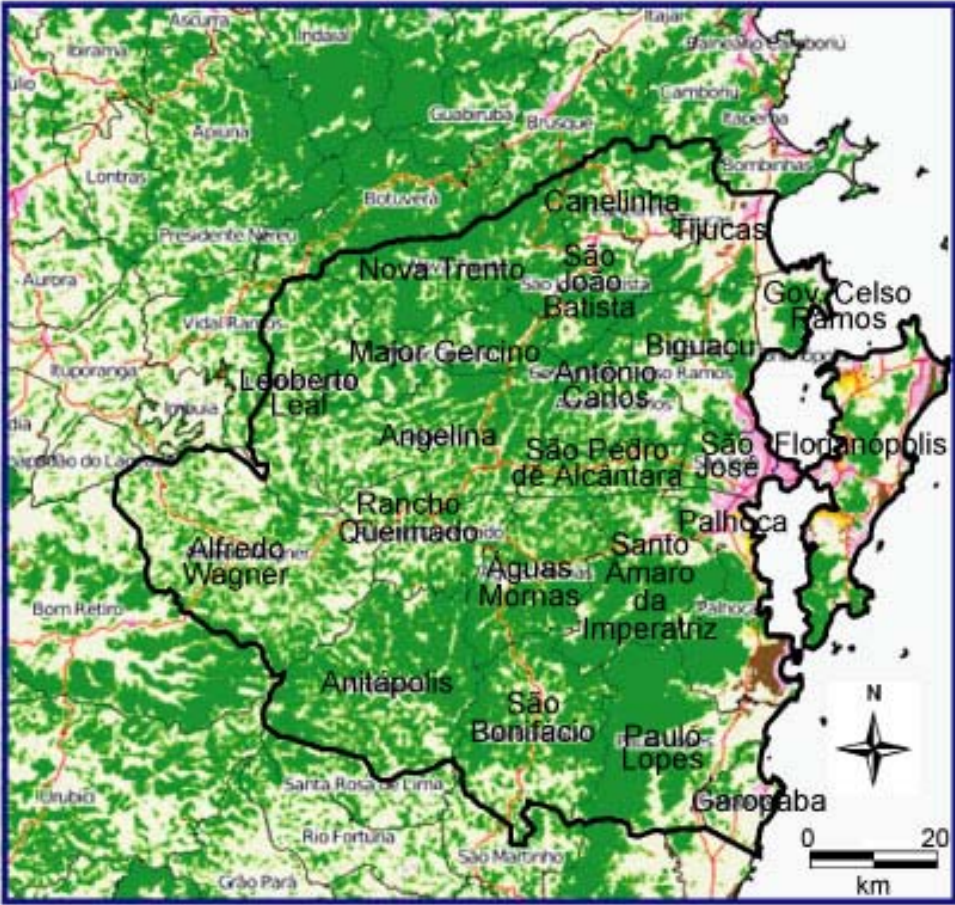 Itajaí
Ascurra
Indaial
Ibirama
Balneário Camboriú
Camboriú
Guabiruba
Brusque
Itapema
Apiúna
Lontras
Bombinhas
Botuverá
Canelinha
Tijucas
Presidente Nereu
Nova Trento
São
João
Batista
Aurora
Gov. Celso
Ramos
Vidal Ramos
Major Gercino
Biguaçu
Ituporanga
Leoberto
Leal
Antônio
Carlos
Imbuia
Angelina
São Pedro
de Alcântara
São
José
Florianópolis
Rancho
Queimado
Palhoça
Alfredo
Wagner
Águas
Mornas
Santo
Amaro
da
Imperatriz
Bom Retiro
Palhoça
Anitápolis
São
Bonifácio
Paulo
Lopes
N
Santa Rosa de Lima
Urubici
Garopaba
Rio Fortuna
São Martinho
Grão Pará
0 20
km